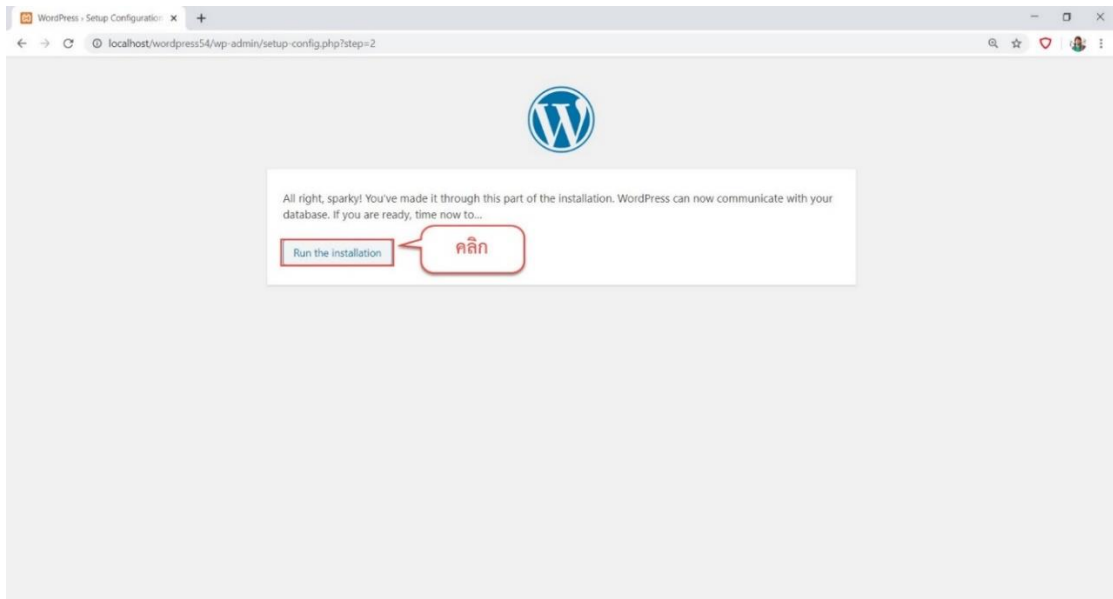 WordPress › Setup Configuration
localhost/wordpress54/wp-admin/setup-config.php?step=2
All right, sparky! You've made it through this part of the installation. WordPress can now communicate with your
database. If you are ready, time now to...
Run the installation
คลิก